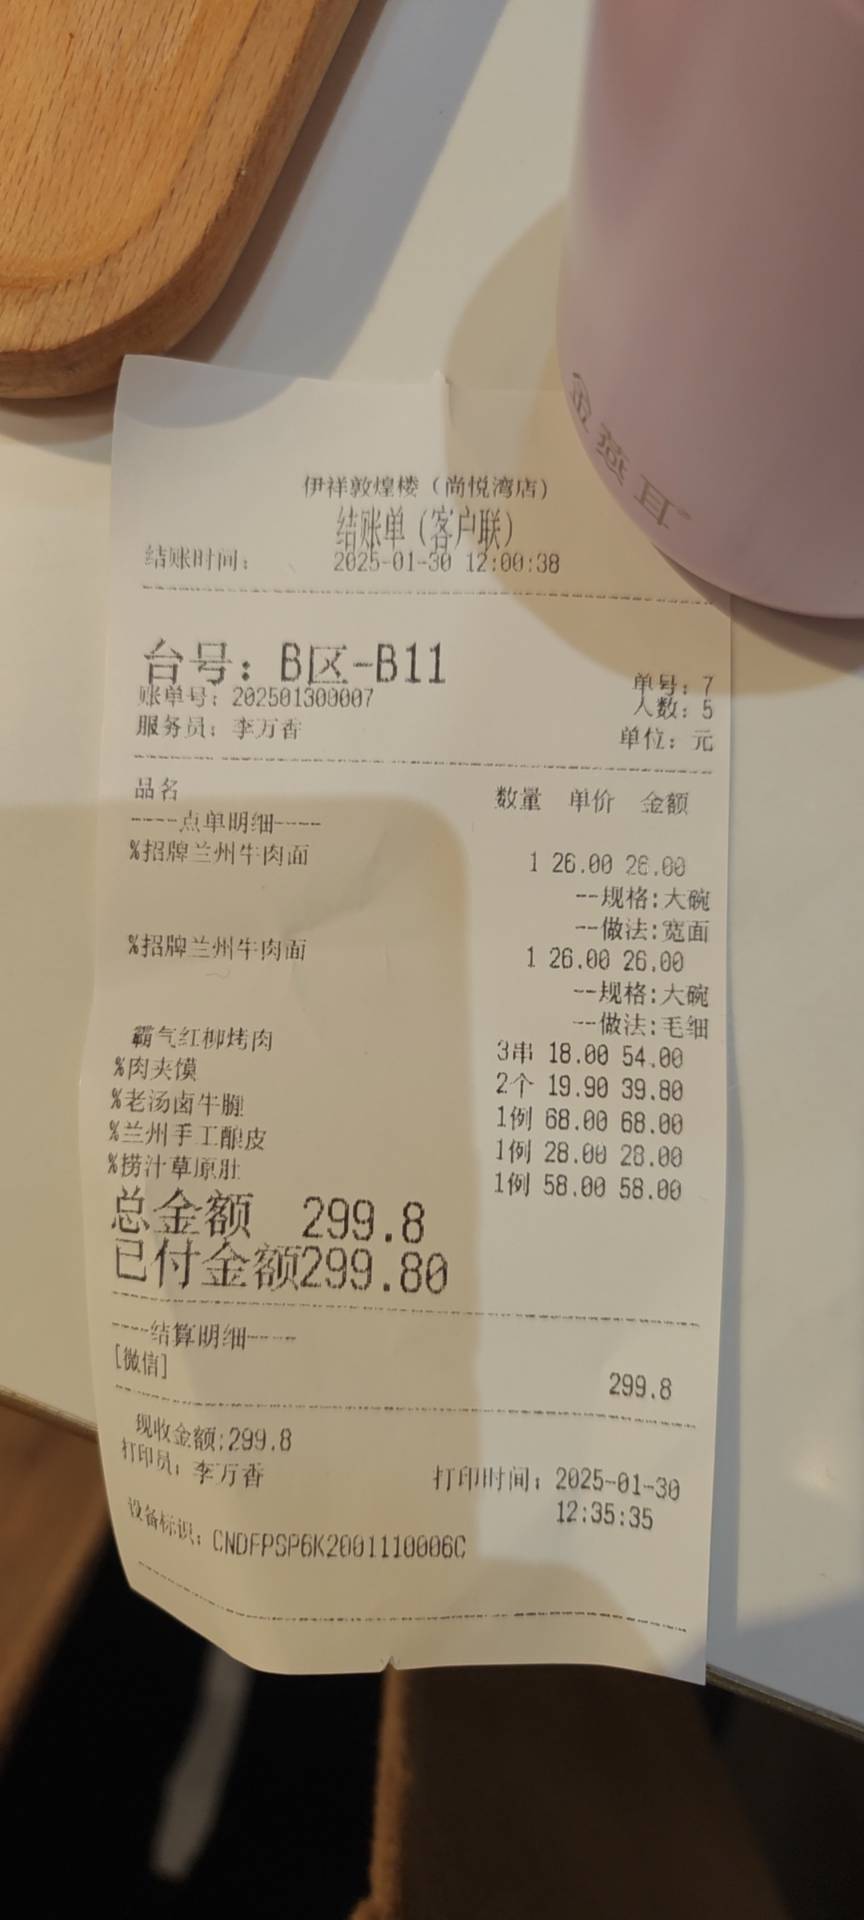 金燕耳
伊祥敦煌楼（尚悦湾店）
结账单（客户联）
结账时间： 2025-01-30 12:00:38
台号：B区-B11
单号：7
账单号：202501300007
人数：5
服务员：李万香
单位：元
品名 数量 单价 金额
----点单明细----
%招牌兰州牛肉面 1 26.00 26.00
--规格:大碗
--做法:宽面
%招牌兰州牛肉面 1 26.00 26.00
--规格:大碗
--做法:毛细
霸气红柳烤肉 3串 18.00 54.00
%肉夹馍 2个 19.90 39.80
%老汤卤牛腱 1例 68.00 68.00
%兰州手工酿皮 1例 28.00 28.00
%捞汁草原肚 1例 58.00 58.00
总金额 299.8
已付金额299.80
----结算明细----
[微信] 299.8
现收金额:299.8
打印员：李万香 打印时间：2025-01-30
12:35:35
设备标识：CNDFPSP6K2001110006C